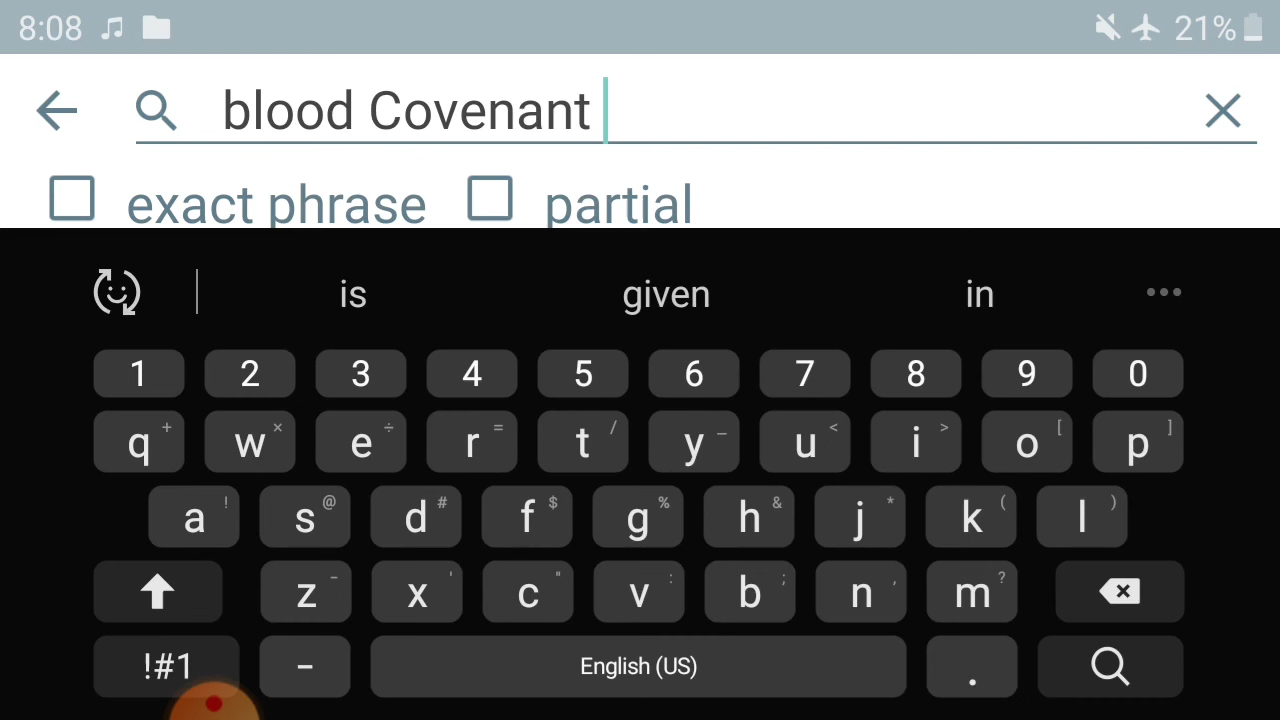 8:08 21%
blood Covenant
exact phrase partial
is given in
1 2 3 4 5 6 7 8 9 0
q + w × e ÷ r = t / y _ u < i > o [ p ]
a ! s @ d # f $ g % h & j * k ( l )
z - x ' c " v : b ; n , m ?
!#1 - English (US) .